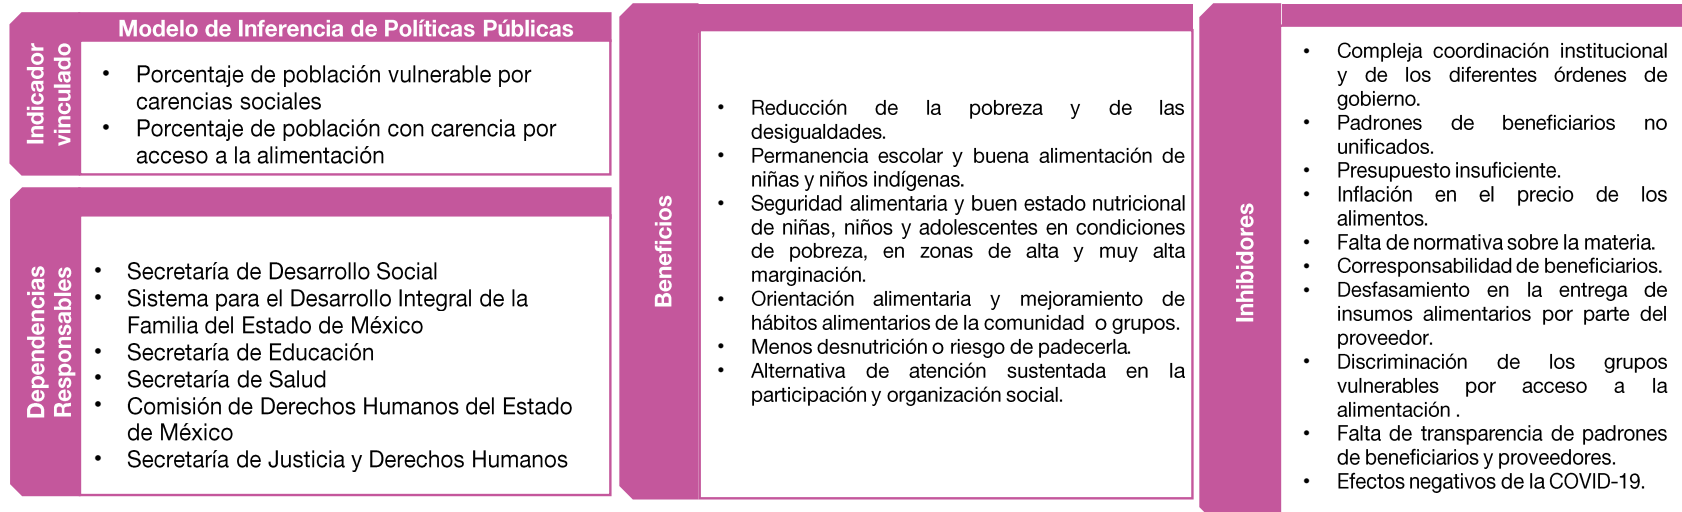 Modelo de Inferencia de Políticas Públicas
Indicador
vinculado
• Porcentaje de población vulnerable por
carencias sociales
• Porcentaje de población con carencia por
acceso a la alimentación
Dependencias
Responsables
• Secretaría de Desarrollo Social
• Sistema para el Desarrollo Integral de la
Familia del Estado de México
• Secretaría de Educación
• Secretaría de Salud
• Comisión de Derechos Humanos del Estado
de México
• Secretaría de Justicia y Derechos Humanos
Beneficios
• Reducción de la pobreza y de las
desigualdades.
• Permanencia escolar y buena alimentación de
niñas y niños indígenas.
• Seguridad alimentaria y buen estado nutricional
de niñas, niños y adolescentes en condiciones
de pobreza, en zonas de alta y muy alta
marginación.
• Orientación alimentaria y mejoramiento de
hábitos alimentarios de la comunidad o grupos.
• Menos desnutrición o riesgo de padecerla.
• Alternativa de atención sustentada en la
participación y organización social.
Inhibidores
• Compleja coordinación institucional
y de los diferentes órdenes de
gobierno.
• Padrones de beneficiarios no
unificados.
• Presupuesto insuficiente.
• Inflación en el precio de los
alimentos.
• Falta de normativa sobre la materia.
• Corresponsabilidad de beneficiarios.
• Desfasamiento en la entrega de
insumos alimentarios por parte del
proveedor.
• Discriminación de los grupos
vulnerables por acceso a la
alimentación .
• Falta de transparencia de padrones
de beneficiarios y proveedores.
• Efectos negativos de la COVID-19.